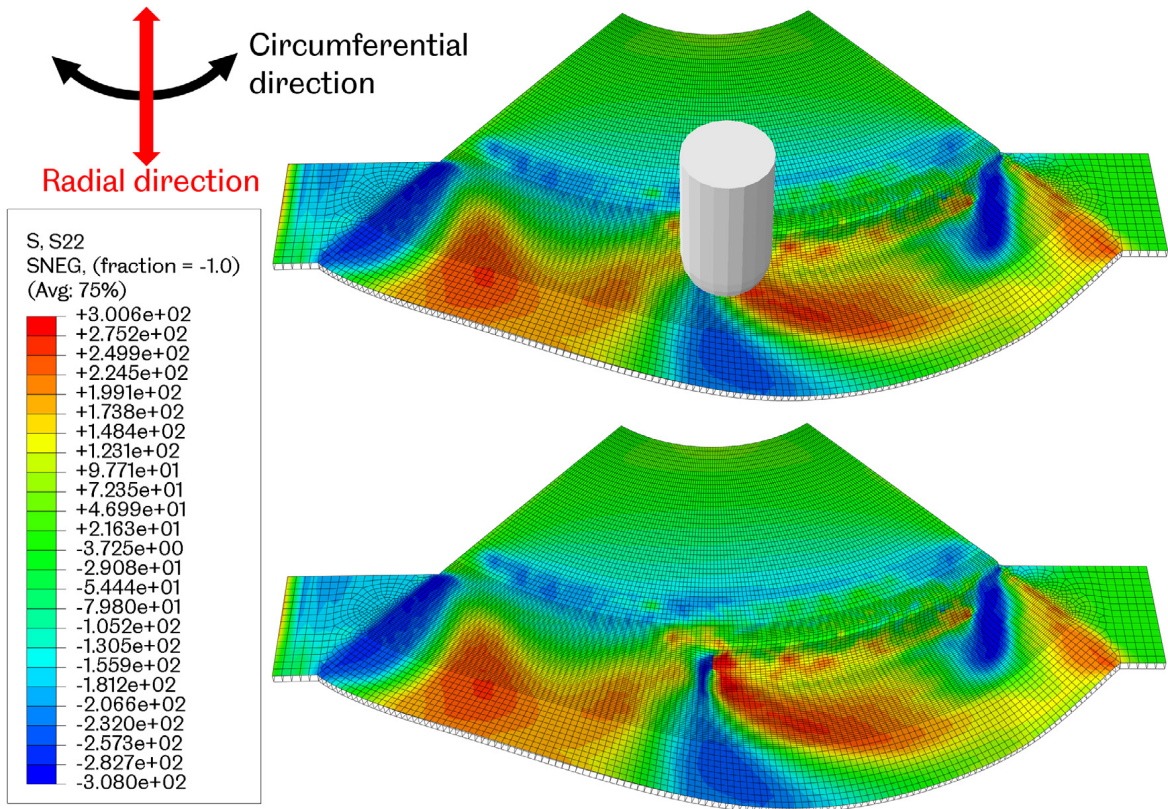 Circumferential
direction
Radial direction
S, S22
SNEG, (fraction = -1.0)
(Avg: 75%)
+3.006e+02
+2.752e+02
+2.499e+02
+2.245e+02
+1.991e+02
+1.738e+02
+1.484e+02
+1.231e+02
+9.771e+01
+7.235e+01
+4.699e+01
+2.163e+01
-3.725e+00
-2.908e+01
-5.444e+01
-7.980e+01
-1.052e+02
-1.305e+02
-1.559e+02
-1.812e+02
-2.066e+02
-2.320e+02
-2.573e+02
-2.827e+02
-3.080e+02